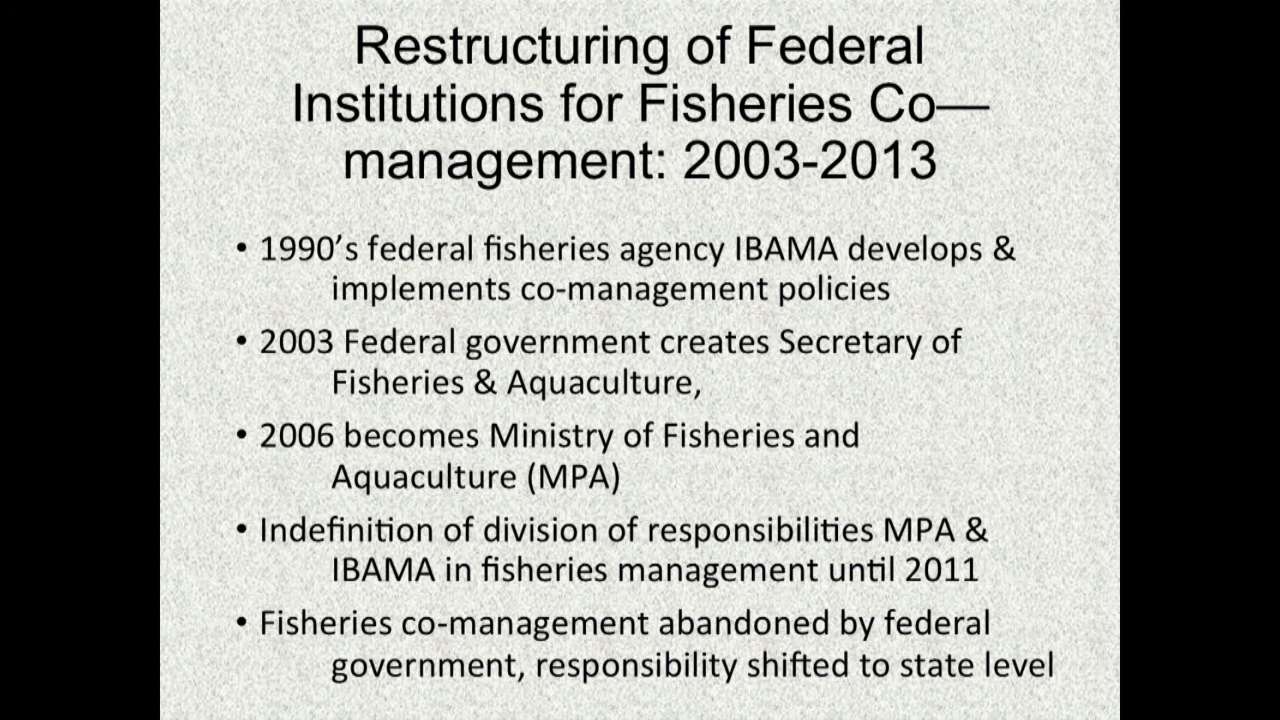 Restructuring of Federal
Institutions for Fisheries Co—
management: 2003-2013
• 1990’s federal fisheries agency IBAMA develops &
implements co-management policies
• 2003 Federal government creates Secretary of
Fisheries & Aquaculture,
• 2006 becomes Ministry of Fisheries and
Aquaculture (MPA)
• Indefinition of division of responsibilities MPA &
IBAMA in fisheries management until 2011
• Fisheries co-management abandoned by federal
government, responsibility shifted to state level